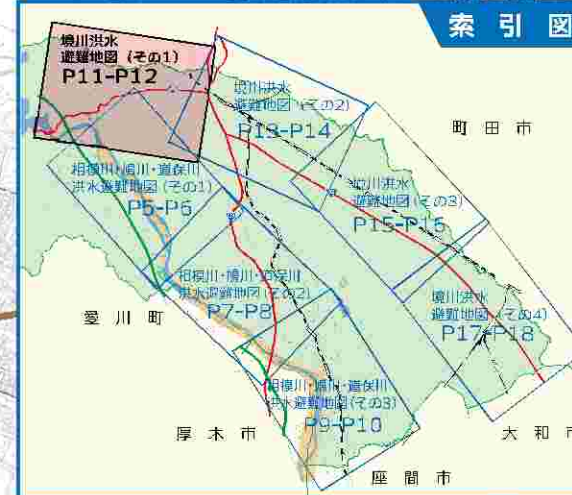 索引図
境川洪水
避難地図(その1)
P11-P12
境川洪水
避難地図(その2)
P13-P14
町田市
相模川・鳩川・道保川
洪水避難地図(その1)
P5-P6
境川洪水
避難地図(その3)
P15-P16
相模川・鳩川・道保川
洪水避難地図(その2)
P7-P8
愛川町
境川洪水
避難地図(その4)
P17-P18
相模川・鳩川・道保川
洪水避難地図(その3)
P9-P10
厚木市
大和市
座間市